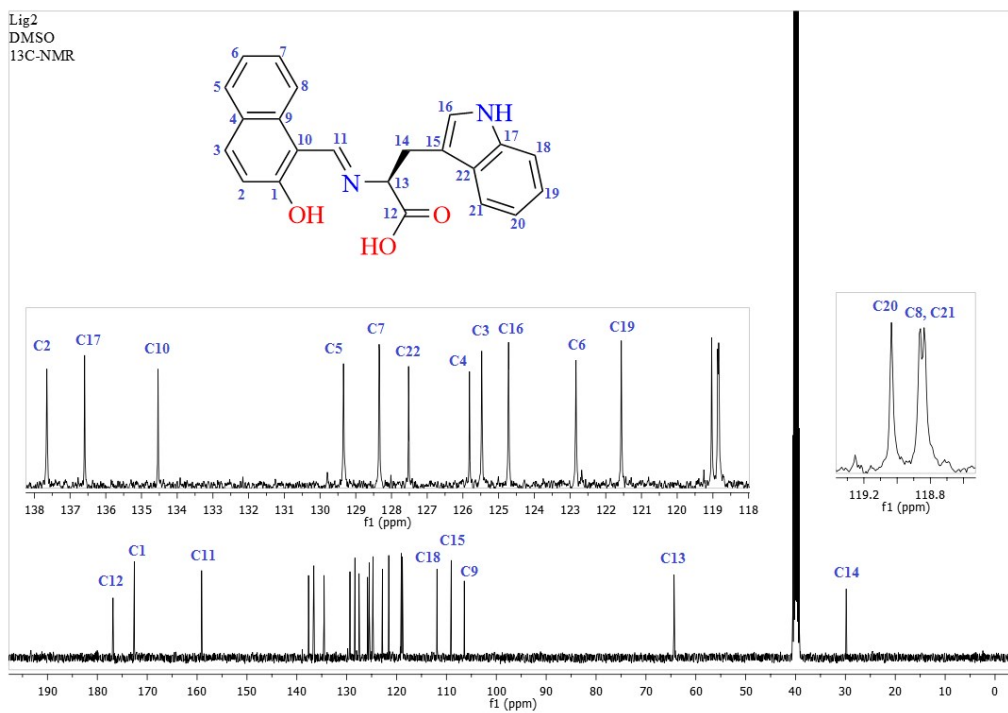 Lig2
DMSO
13C-NMR
6
7
5
8
4
9
3
10
11
2
1
OH
N
12
O
HO
13
14
15
16
NH
17
18
22
19
21
20
C2
C17
C10
C5
C7
C22
C4
C3
C16
C6
C19
138 137 136 135 134 133 132 131 130 129 128 127 126 125 124 123 122 121 120 119 118
f1 (ppm)
C20
C8, C21
119.2 118.8
f1 (ppm)
C12
C1
C11
C18
C15
C9
C13
C14
190 180 170 160 150 140 130 120 110 100 90 80 70 60 50 40 30 20 10 0
f1 (ppm)